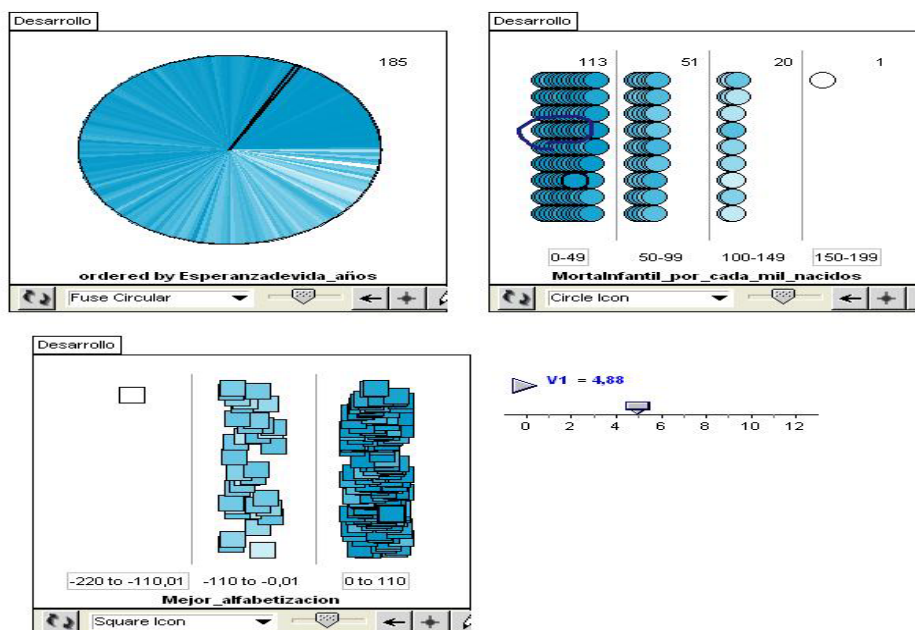 Desarrollo
185
ordered by Esperanzadevida_años
Fuse Circular
Desarrollo
113 51 20 1
0-49 50-99 100-149 150-199
MortaInfantil_por_cada_mil_nacidos
Circle Icon
Desarrollo
-220 to -110,01 -110 to -0,01 0 to 110
Mejor_alfabetizacion
Square Icon
V1 = 4,88
0 2 4 6 8 10 12